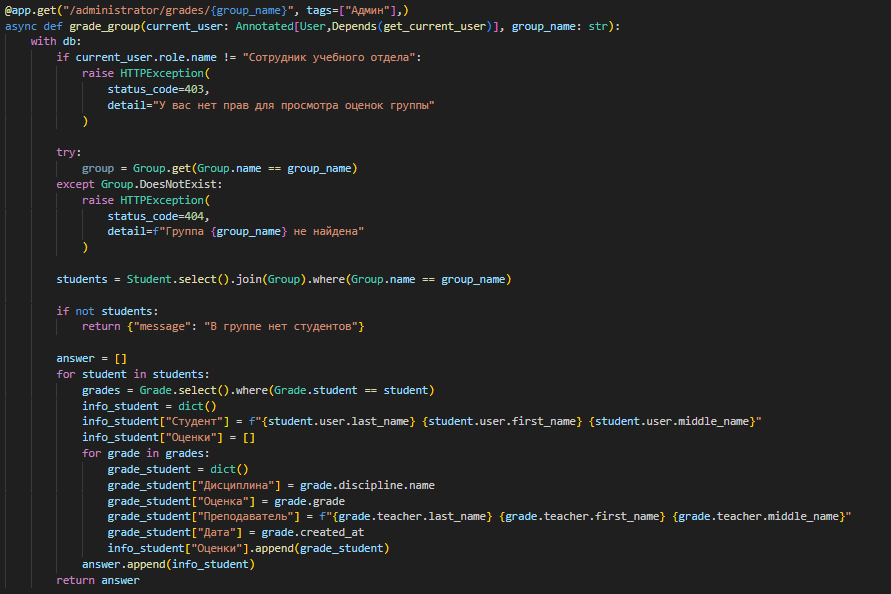 @app.get("/administrator/grades/{group_name}", tags=["Админ"],)
async def grade_group(current_user: Annotated[User,Depends(get_current_user)], group_name: str):
    with db:
        if current_user.role.name != "Сотрудник учебного отдела":
            raise HTTPException(
                status_code=403,
                detail="У вас нет прав для просмотра оценок группы"
            )
        try:
            group = Group.get(Group.name == group_name)
        except Group.DoesNotExist:
            raise HTTPException(
                status_code=404,
                detail=f"Группа {group_name} не найдена"
            )
        students = Student.select().join(Group).where(Group.name == group_name)
        if not students:
            return {"message": "В группе нет студентов"}
        answer = []
        for student in students:
            grades = Grade.select().where(Grade.student == student)
            info_student = dict()
            info_student["Студент"] = f"{student.user.last_name} {student.user.first_name} {student.user.middle_name}"
            info_student["Оценки"] = []
            for grade in grades:
                grade_student = dict()
                grade_student["Дисциплина"] = grade.discipline.name
                grade_student["Оценка"] = grade.grade
                grade_student["Преподаватель"] = f"{grade.teacher.last_name} {grade.teacher.first_name} {grade.teacher.middle_name}"
                grade_student["Дата"] = grade.created_at
                info_student["Оценки"].append(grade_student)
            answer.append(info_student)
        return answer